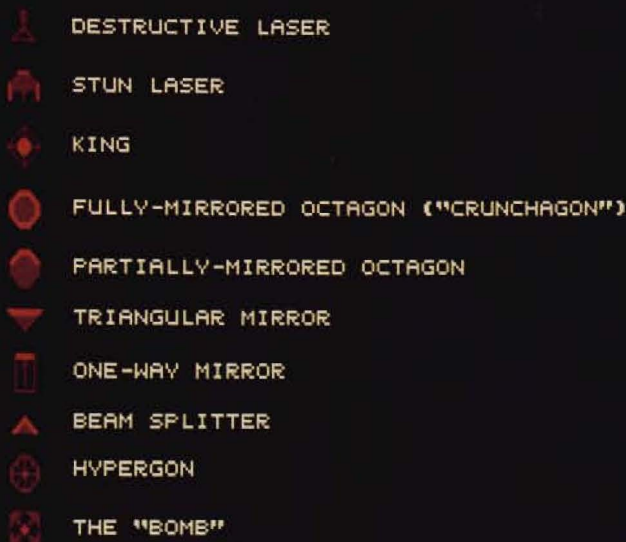 DESTRUCTIVE LASER
STUN LASER
KING
FULLY-MIRRORED OCTAGON ("CRUNCHAGON")
PARTIALLY-MIRRORED OCTAGON
TRIANGULAR MIRROR
ONE-WAY MIRROR
BEAM SPLITTER
HYPERGON
THE "BOMB"